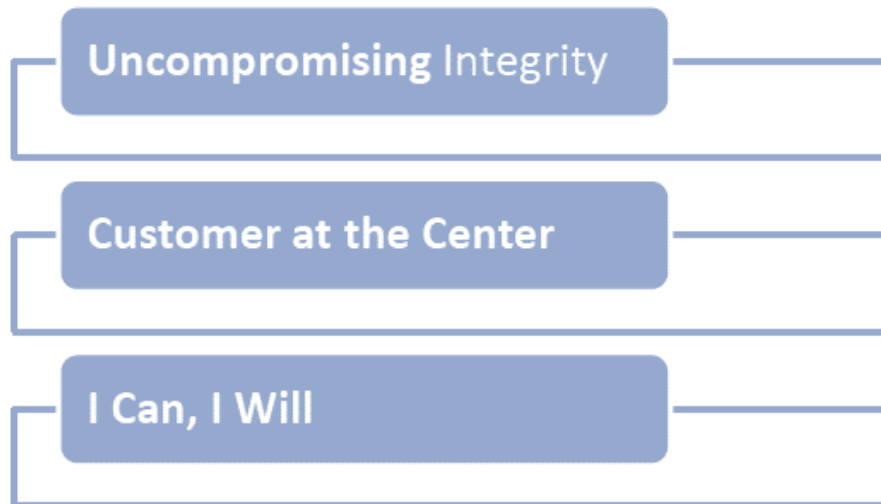 Uncompromising Integrity
Customer at the Center
I Can, I Will